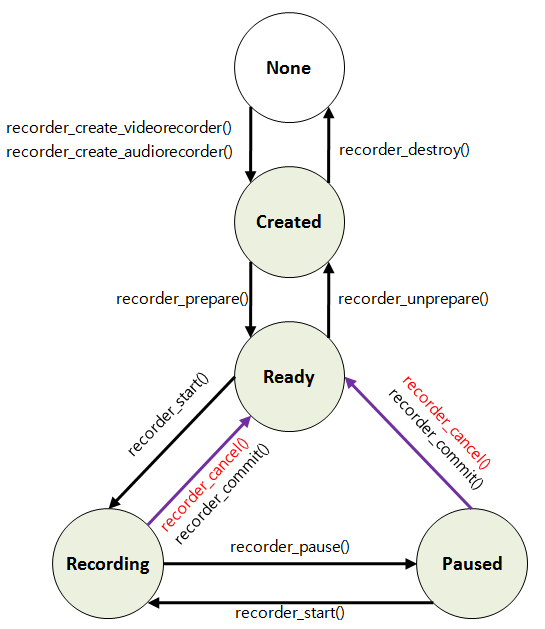 None
recorder_create_videorecorder()
recorder_create_audiorecorder()
recorder_destroy()
Created
recorder_prepare()
recorder_unprepare()
Ready
recorder_start()
recorder_cancel()
recorder_commit()
recorder_cancel()
recorder_commit()
Recording
recorder_pause()
Paused
recorder_start()